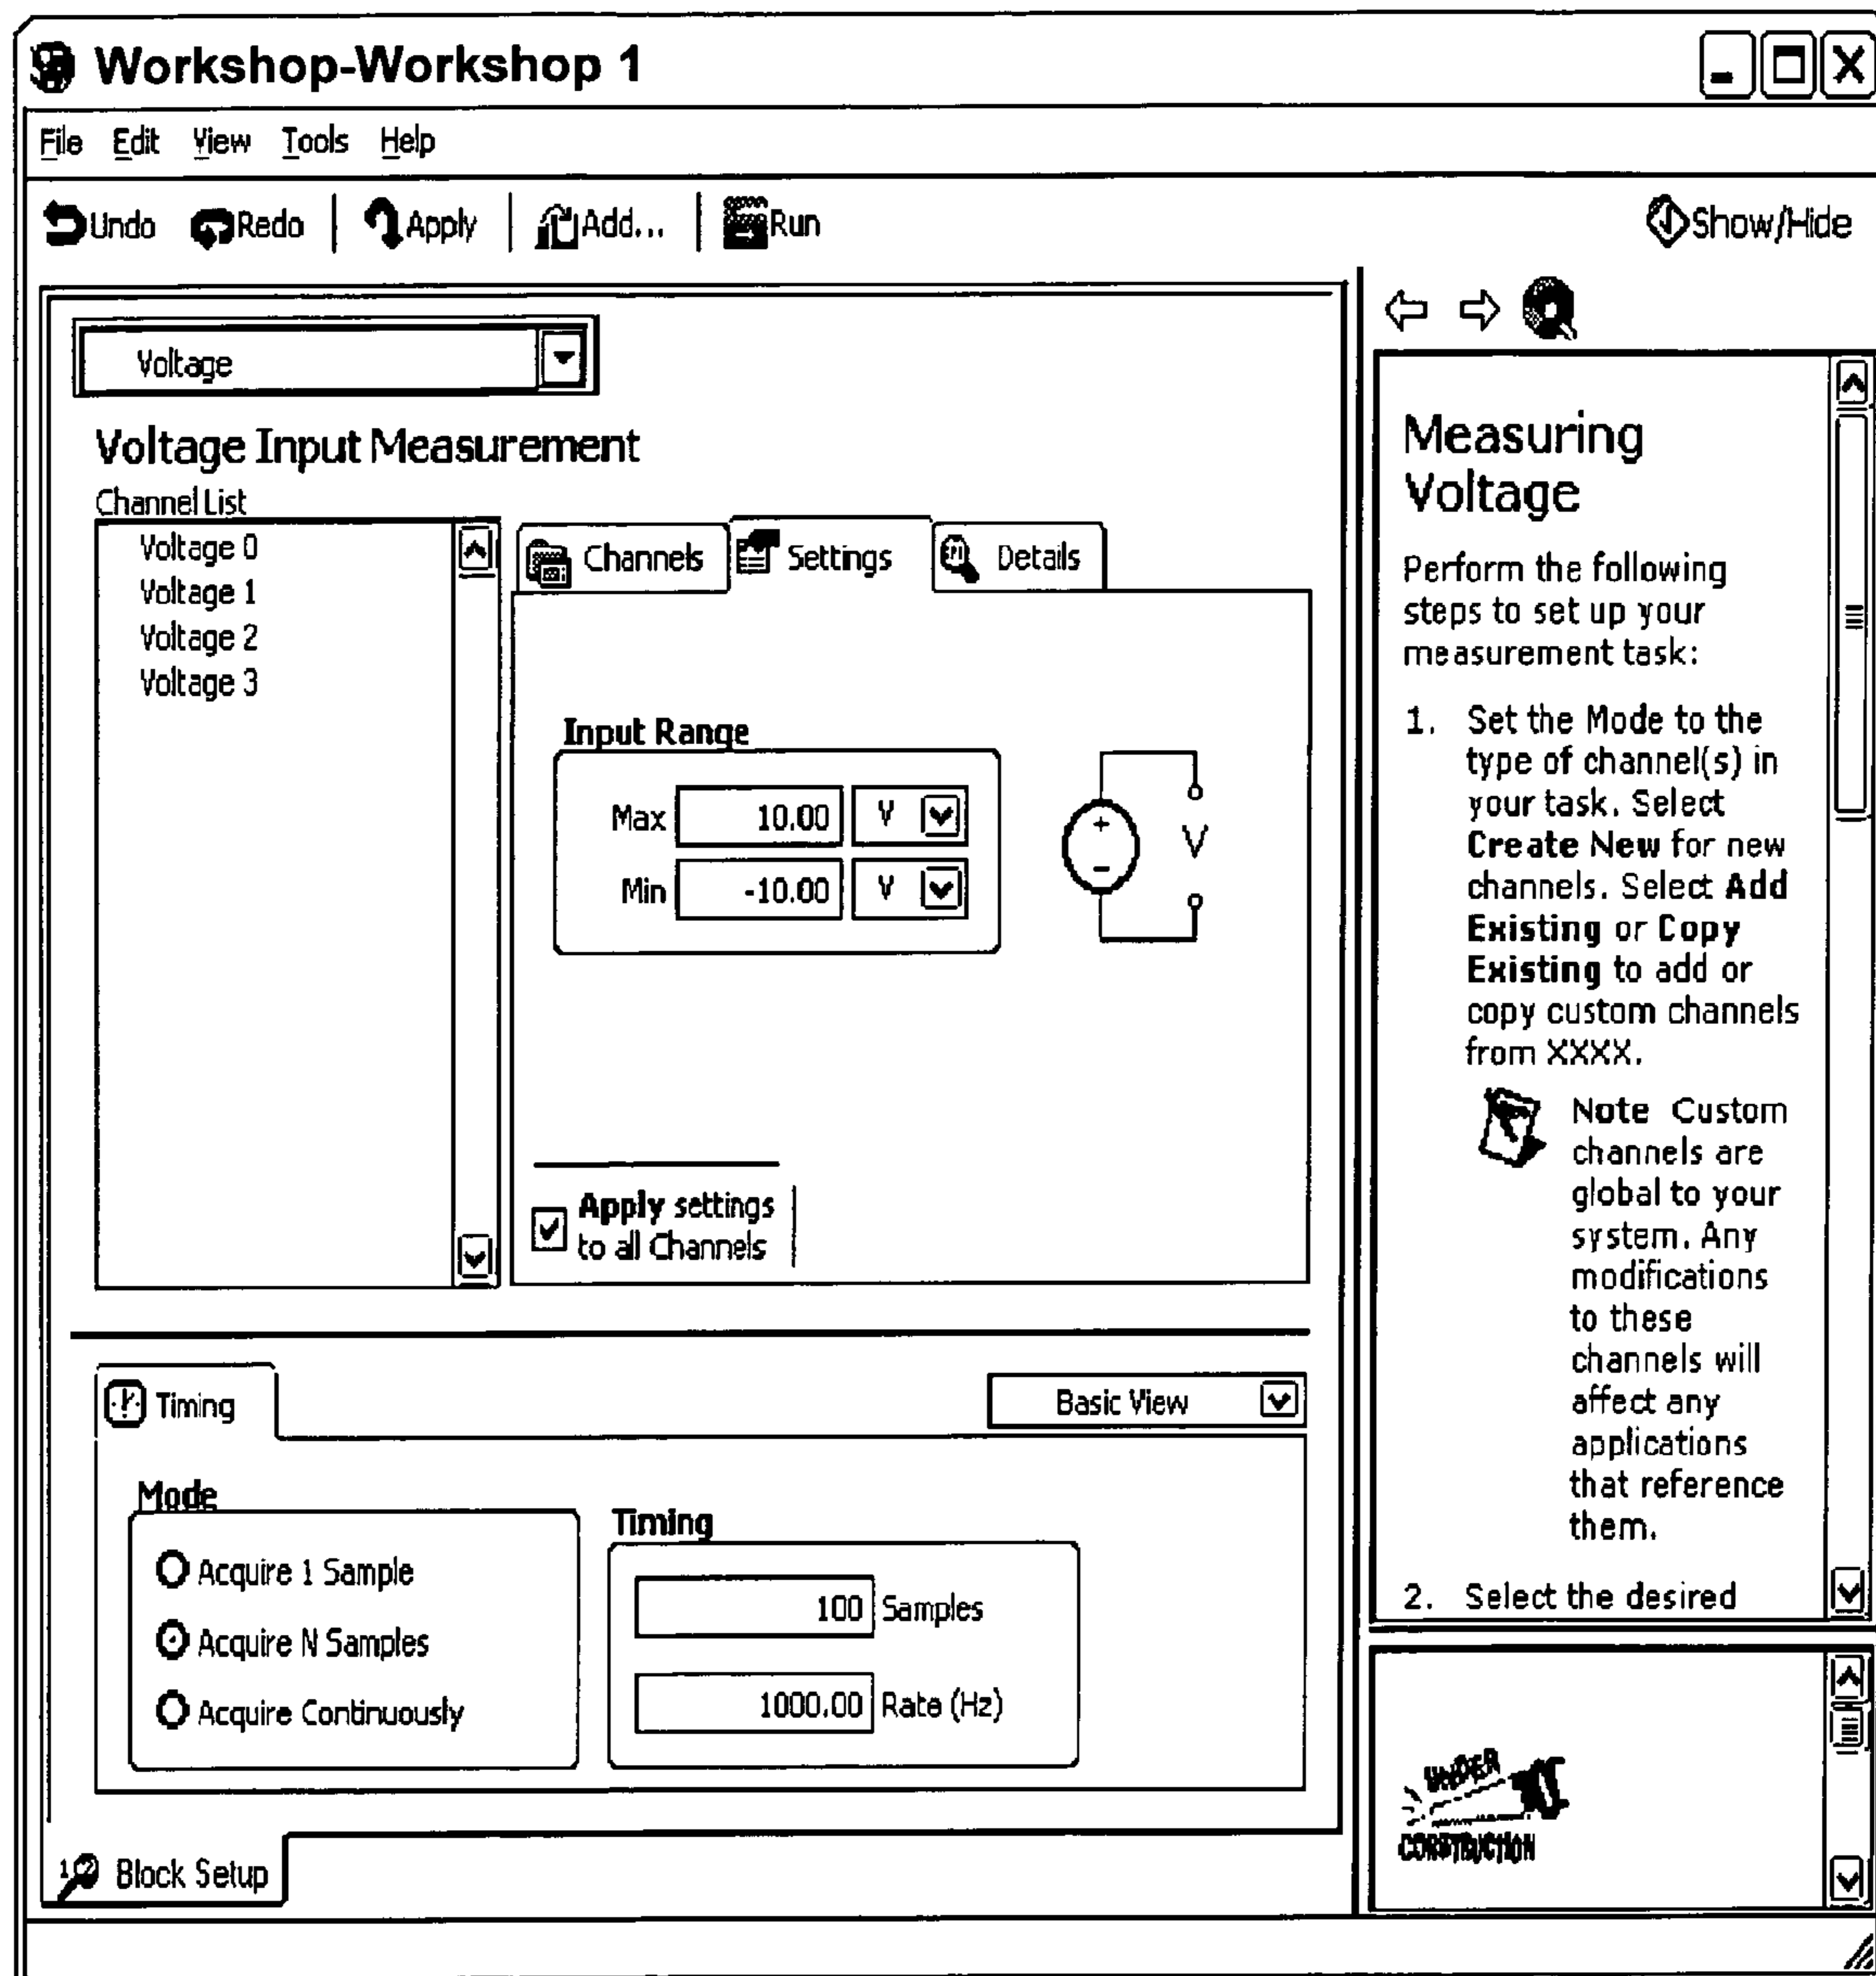 Workshop-Workshop 1
File Edit View Tools Help
Undo Redo Apply Add... Run Show/Hide
Voltage
Voltage Input Measurement
Channel List
Voltage 0
Voltage 1
Voltage 2
Voltage 3
Channels Settings Details
Input Range
Max 10.00 V
Min -10.00 V
+
V
-
Apply settings
to all Channels
Timing
Basic View
Mode
Acquire 1 Sample
Acquire N Samples
Acquire Continuously
Timing
100 Samples
1000.00 Rate (Hz)
Block Setup
Measuring
Voltage
Perform the following
steps to set up your
measurement task:
1. Set the Mode to the
type of channel(s) in
your task. Select
Create New for new
channels. Select Add
Existing or Copy
Existing to add or
copy custom channels
from XXXX.
Note Custom
channels are
global to your
system. Any
modifications
to these
channels will
affect any
applications
that reference
them.
2. Select the desired
UNDER
CONSTRUCTION